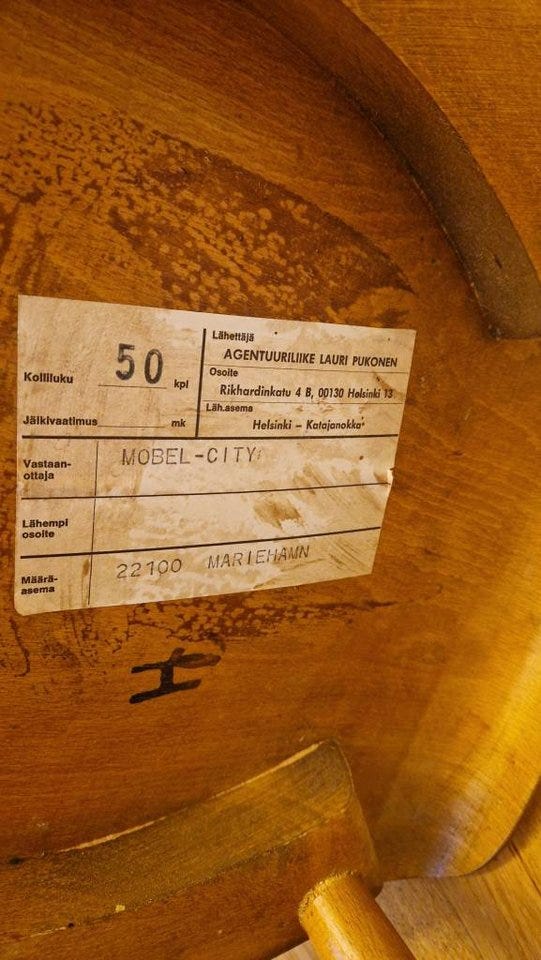 Kolliluku 50 kpl
Jälkivaatimus mk
Lähettäjä
AGENTUURILIIKE LAURI PUKONEN
Osoite
Rikhardinkatu 4 B, 00130 Helsinki 13
Läh.asema
Helsinki – Katajanokka
Vastaan-
ottaja
MOBEL-CITY
Lähempi
osoite
Määrä-
asema
22100 MARIEHAMN
H